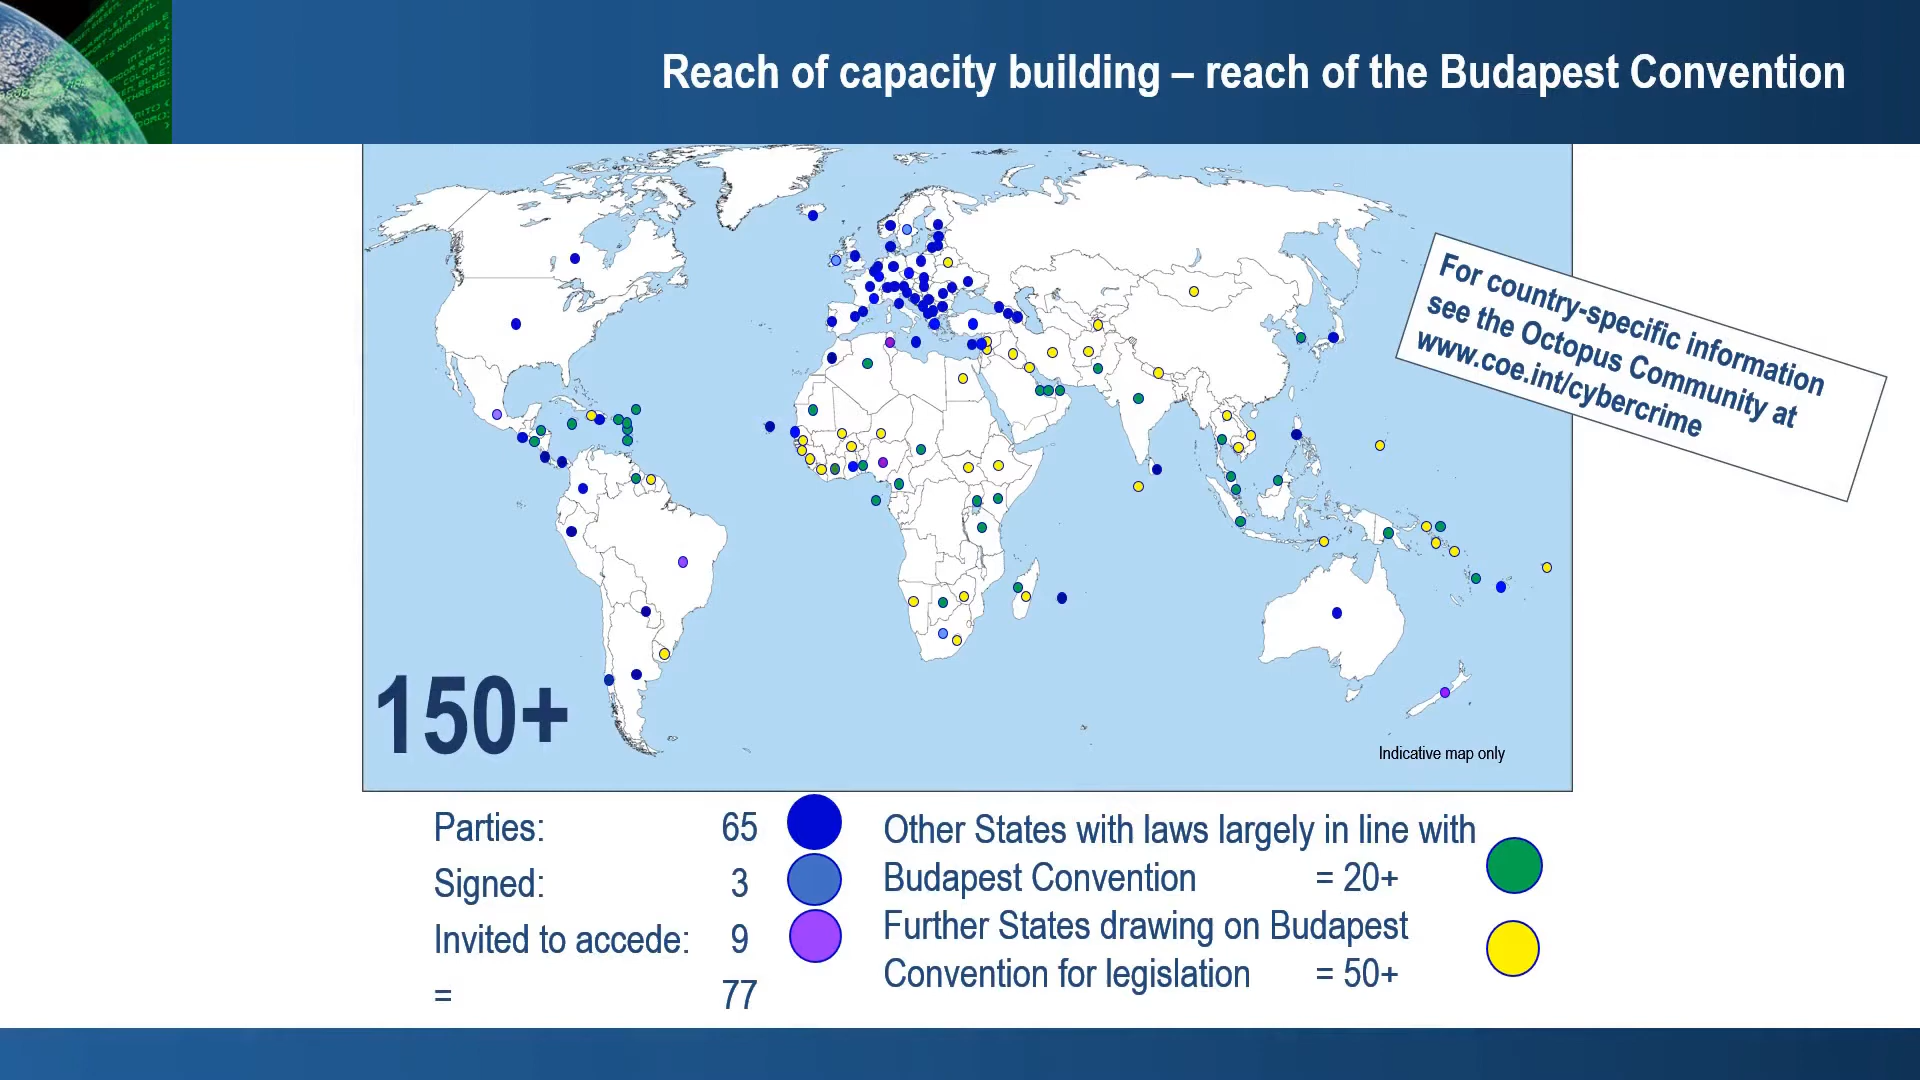 Reach of capacity building – reach of the Budapest Convention
For country-specific information
see the Octopus Community at
www.coe.int/cybercrime
150+
Indicative map only
Parties: 65
Signed: 3
Invited to accede: 9
= 77
Other States with laws largely in line with
Budapest Convention = 20+
Further States drawing on Budapest
Convention for legislation = 50+